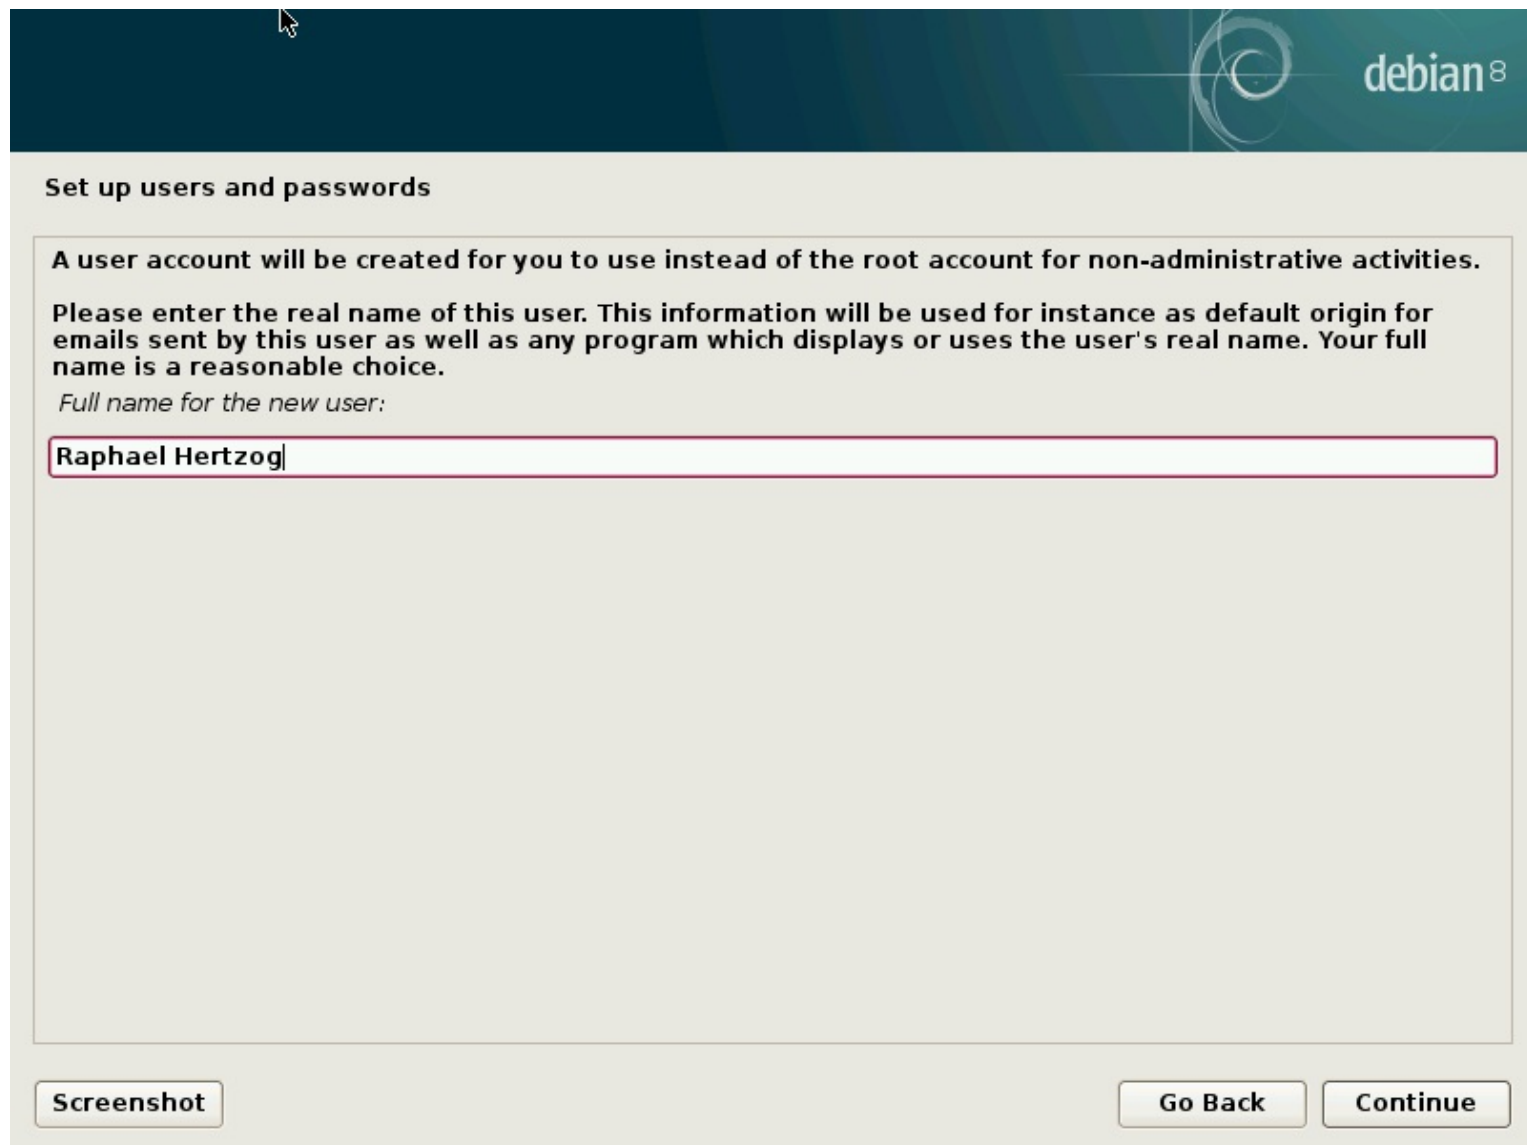 debian 8
Set up users and passwords
A user account will be created for you to use instead of the root account for non-administrative activities.
Please enter the real name of this user. This information will be used for instance as default origin for
emails sent by this user as well as any program which displays or uses the user's real name. Your full
name is a reasonable choice.
Full name for the new user:
Raphael Hertzog
Screenshot
Go Back
Continue